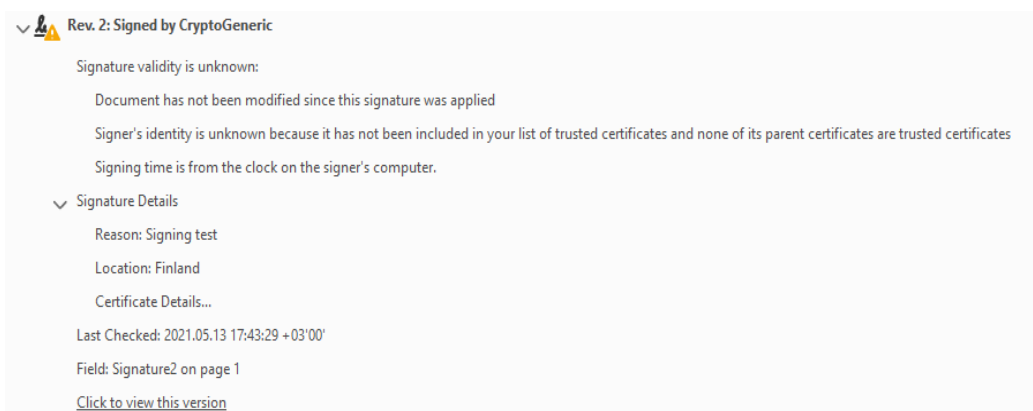 Rev. 2: Signed by CryptoGeneric
Signature validity is unknown:
Document has not been modified since this signature was applied
Signer's identity is unknown because it has not been included in your list of trusted certificates and none of its parent certificates are trusted certificates
Signing time is from the clock on the signer's computer.
Signature Details
Reason: Signing test
Location: Finland
Certificate Details...
Last Checked: 2021.05.13 17:43:29 +03'00'
Field: Signature2 on page 1
Click to view this version